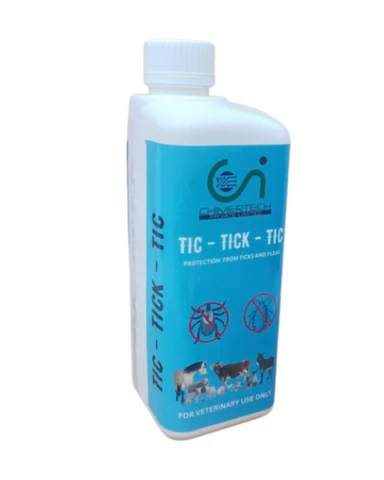 CHIMERTECH
PRIVATE LIMITED
TIC - TICK - TIC
PROTECTION FROM TICKS AND FLEAS
FOR VETERINARY USE ONLY
TIC - TICK - TIC